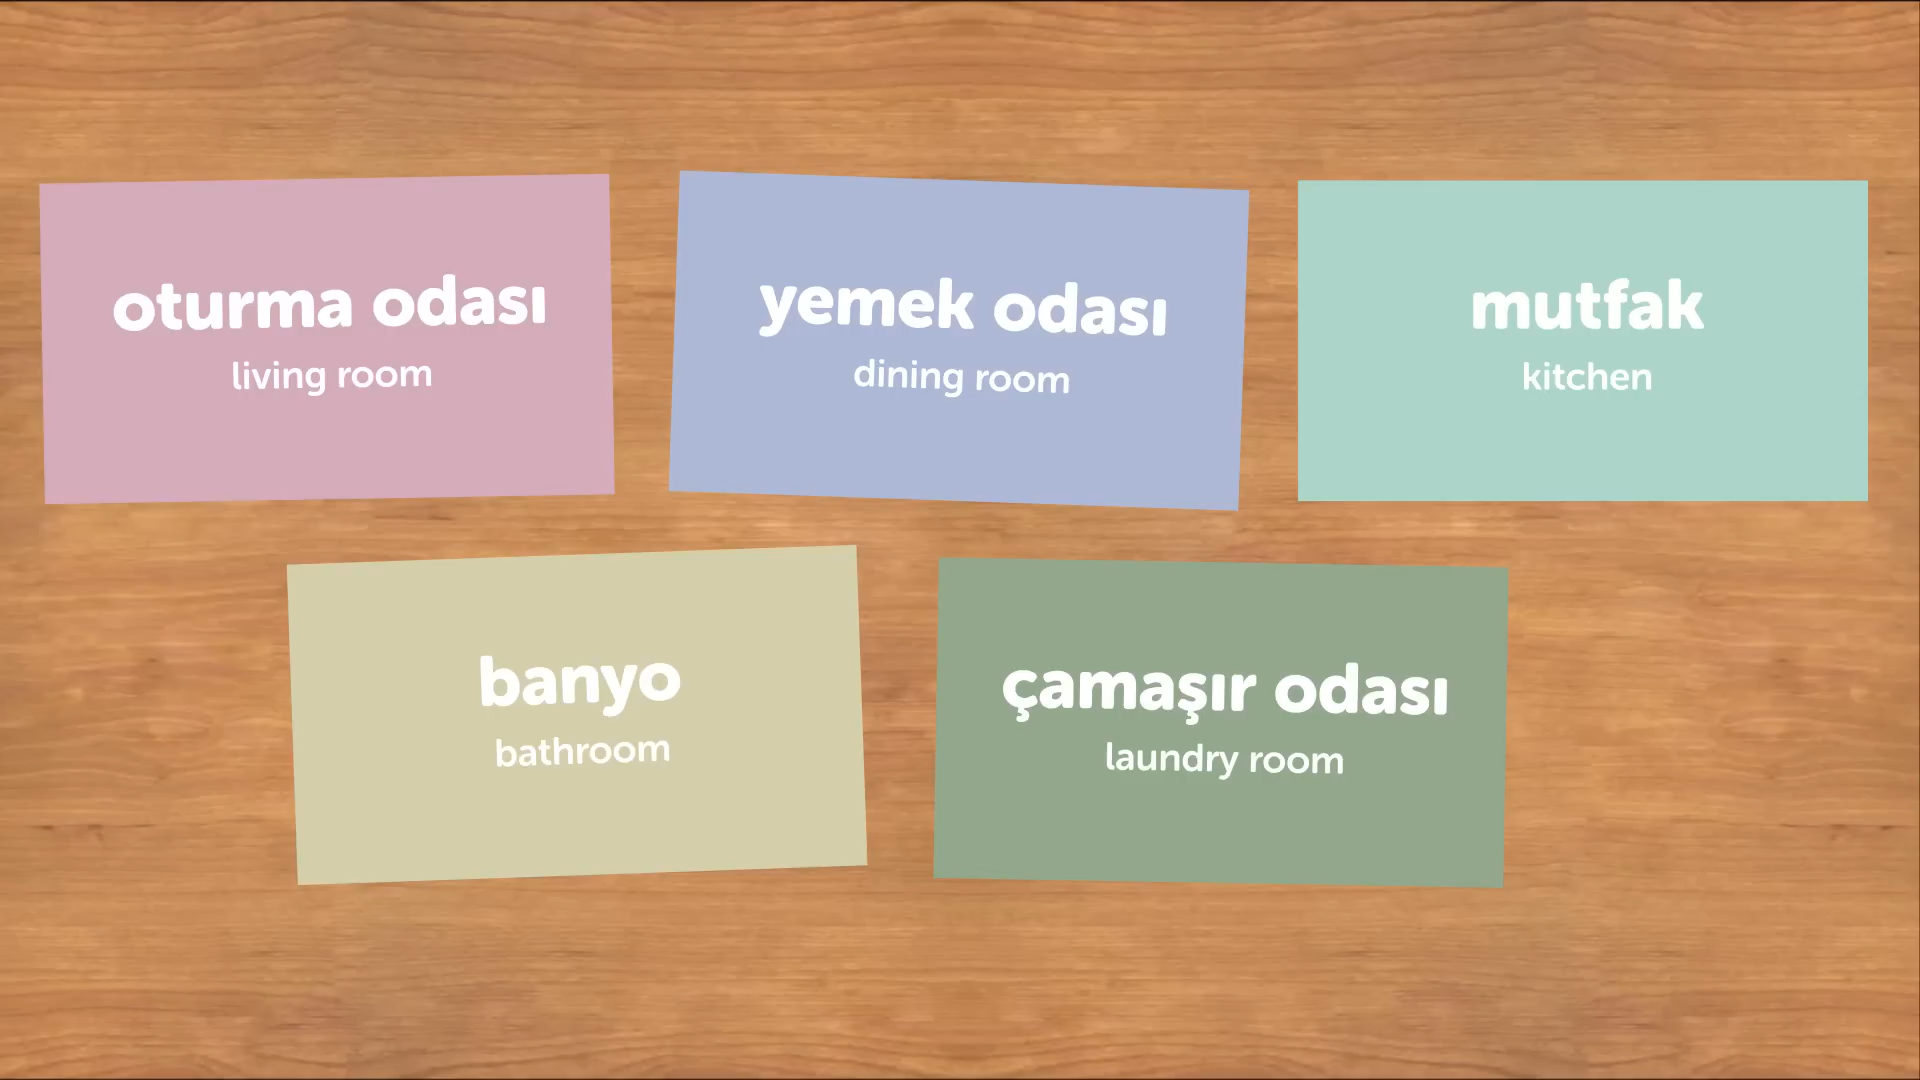 oturma odası
living room
yemek odası
dining room
mutfak
kitchen
banyo
bathroom
çamaşır odası
laundry room